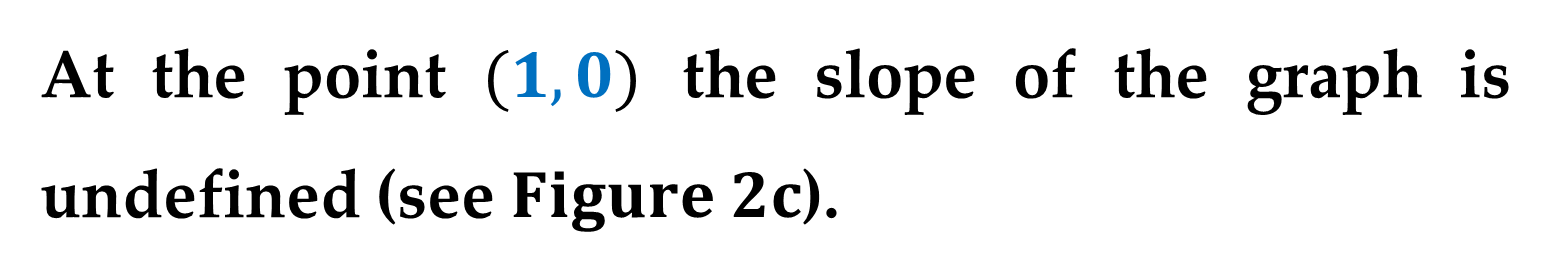 At the point (1, 0) the slope of the graph is
undefined (see Figure 2c).